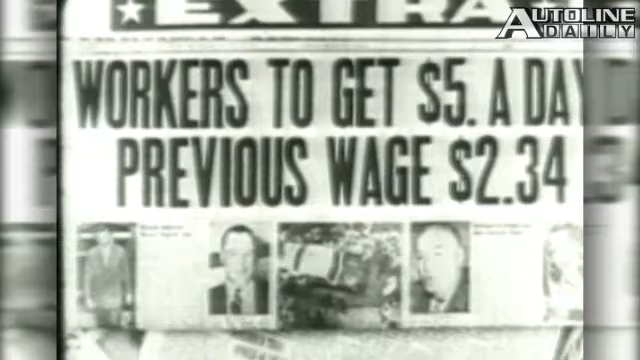 ★ EXTRA
AUTOLINE
DAILY
WORKERS TO GET $5. A DAY
PREVIOUS WAGE $2.34